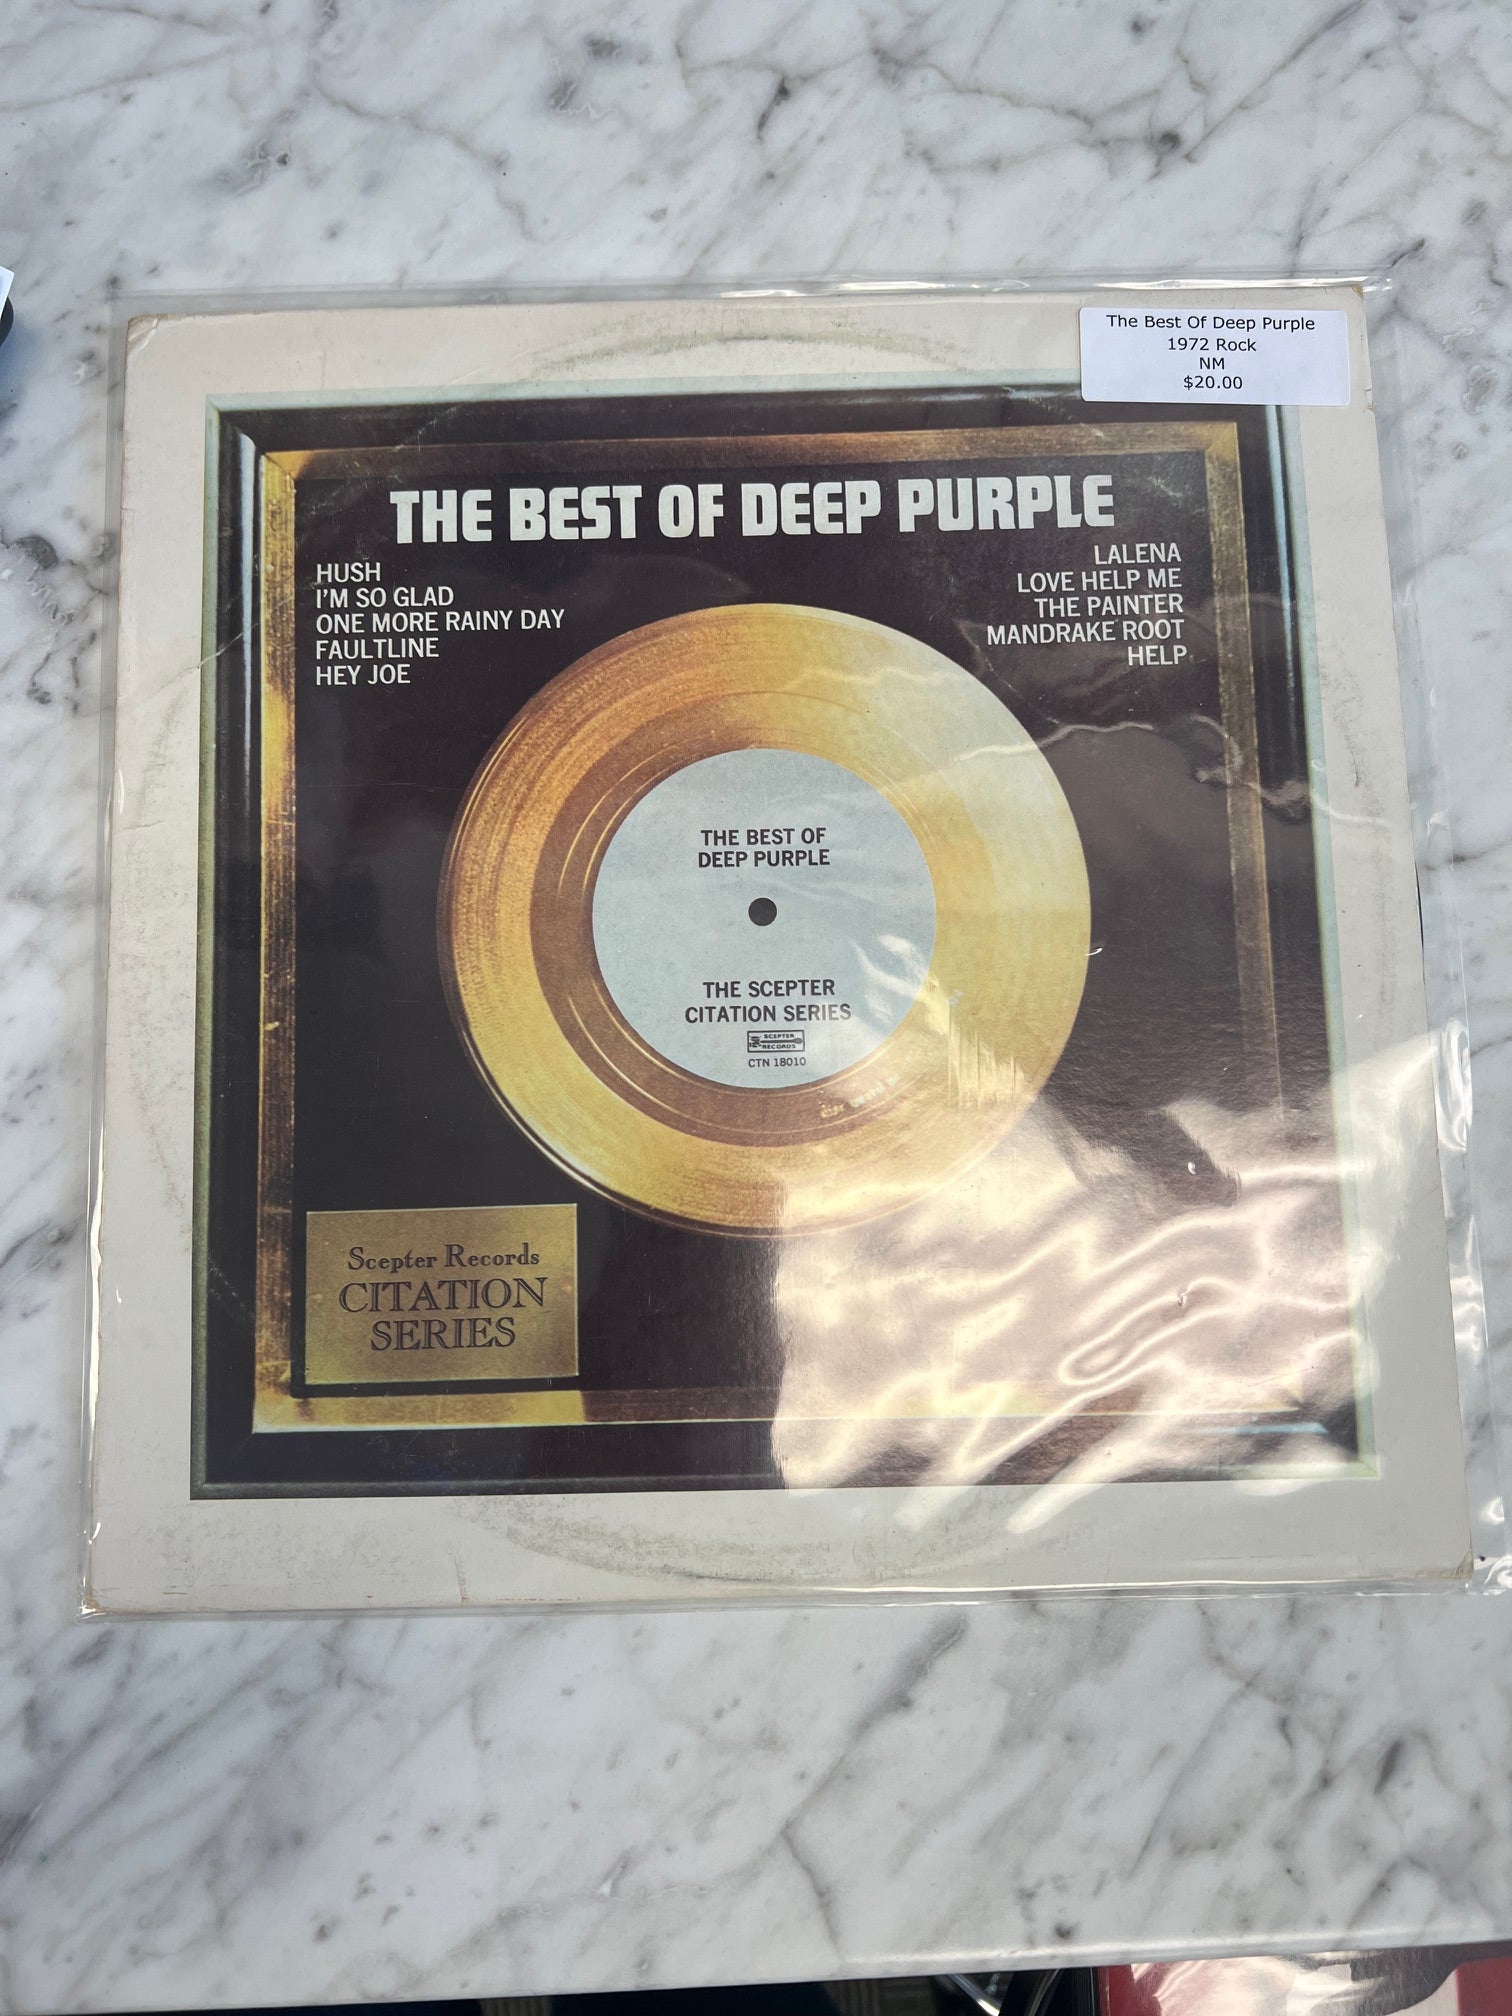 The Best Of Deep Purple
1972 Rock
NM
$20.00
THE BEST OF DEEP PURPLE
HUSH
I'M SO GLAD
ONE MORE RAINY DAY
FAULTLINE
HEY JOE
LALENA
LOVE HELP ME
THE PAINTER
MANDRAKE ROOT
HELP
THE BEST OF
DEEP PURPLE
THE SCEPTER
CITATION SERIES
SCEPTER
RECORDS
CTN 18010
Scepter Records
CITATION
SERIES